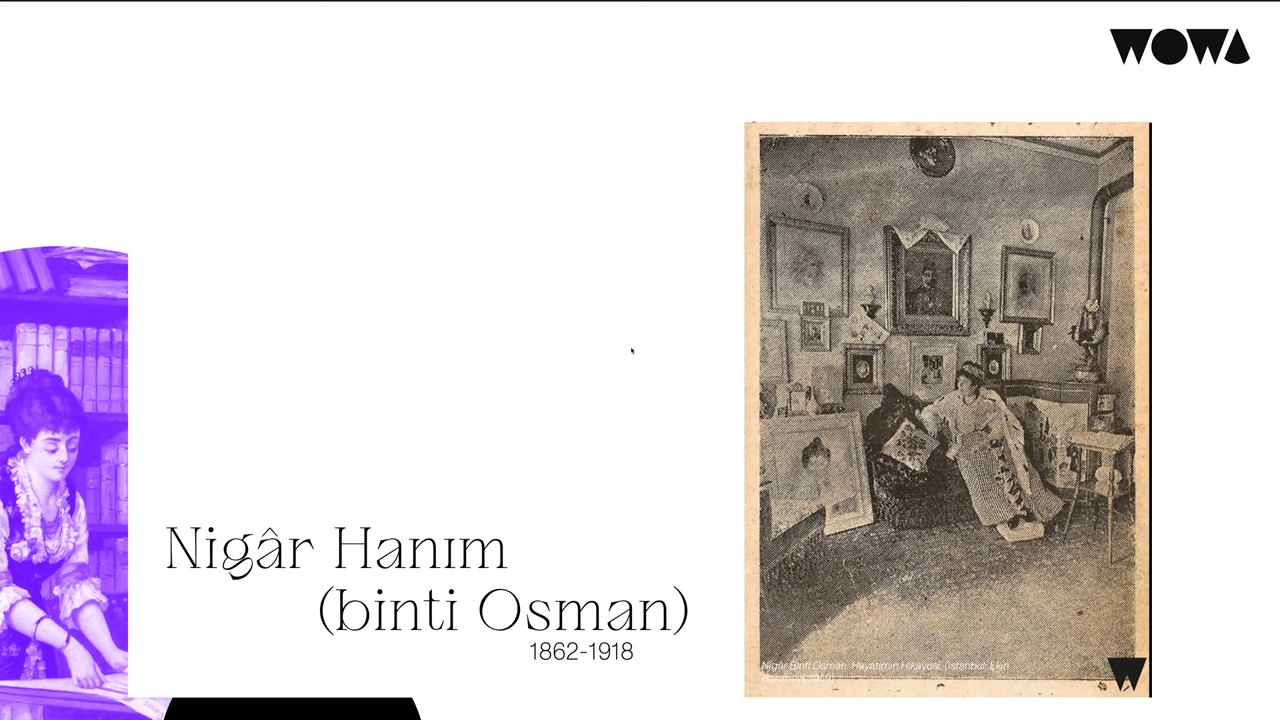 WOWA
Nigâr Hanım
(binti Osman)
1862-1918
Nigâr Binti Osman. Hayatımın Hikayesi. (İstanbul: Ekin
W